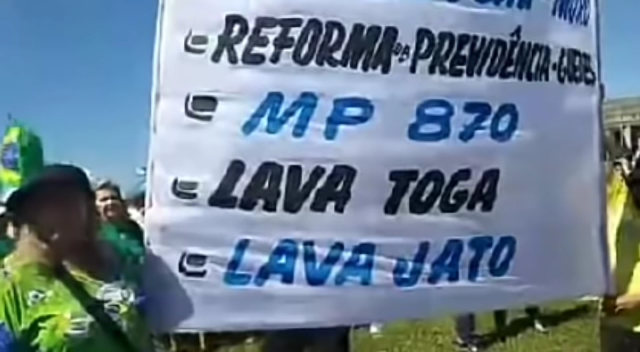 REFORMA DA PREVIDÊNCIA - GUEDES
MP 870
LAVA TOGA
LAVA JATO